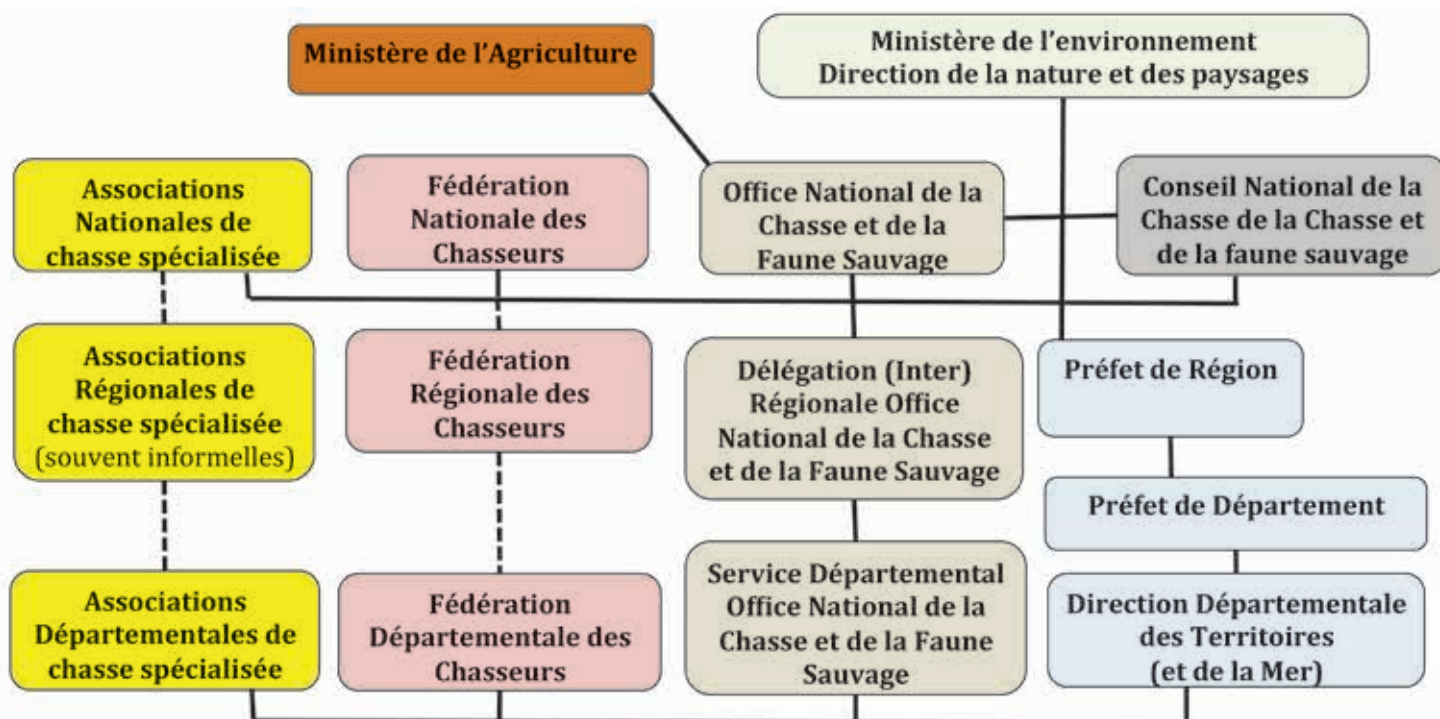 Ministère de l'Agriculture
Ministère de l'environnement
Direction de la nature et des paysages
Associations
Nationales de
chasse spécialisée
Fédération
Nationale des
Chasseurs
Office National de la
Chasse et de la
Faune Sauvage
Conseil National de la
Chasse de la Chasse et
de la faune sauvage
Associations
Régionales de
chasse spécialisée
(souvent informelles)
Fédération
Régionale des
Chasseurs
Délégation (Inter)
Régionale Office
National de la Chasse
et de la Faune Sauvage
Préfet de Région
Préfet de Département
Associations
Départementales de
chasse spécialisée
Fédération
Départementale des
Chasseurs
Service Départemental
Office National de la
Chasse et de la Faune
Sauvage
Direction Départementale
des Territoires
(et de la Mer)